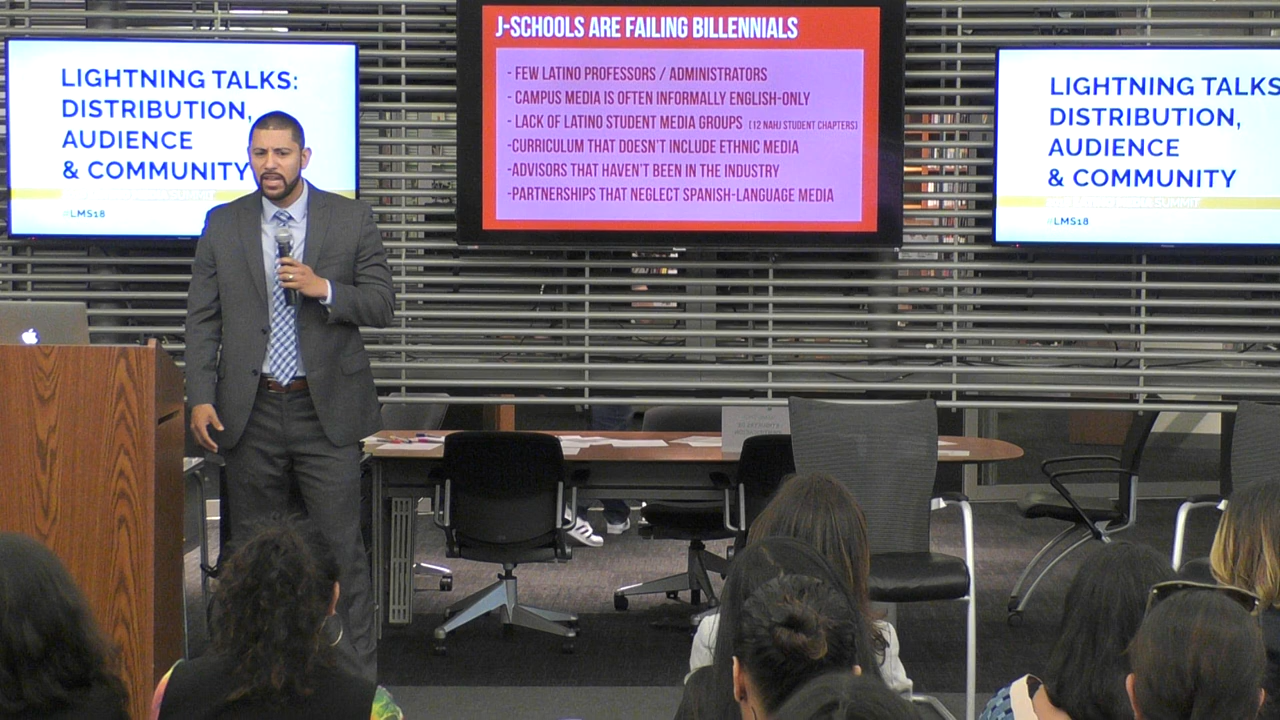 LIGHTNING TALKS:
DISTRIBUTION,
AUDIENCE
& COMMUNITY
#LMS18
J-SCHOOLS ARE FAILING BILLENNIALS
- FEW LATINO PROFESSORS / ADMINISTRATORS
- CAMPUS MEDIA IS OFTEN INFORMALLY ENGLISH-ONLY
- LACK OF LATINO STUDENT MEDIA GROUPS [12 NAHJ STUDENT CHAPTERS]
-CURRICULUM THAT DOESN'T INCLUDE ETHNIC MEDIA
-ADVISORS THAT HAVEN'T BEEN IN THE INDUSTRY
-PARTNERSHIPS THAT NEGLECT SPANISH-LANGUAGE MEDIA
LIGHTNING TALKS
DISTRIBUTION,
AUDIENCE
& COMMUNITY
MEDIA SUMMIT
#LMS18